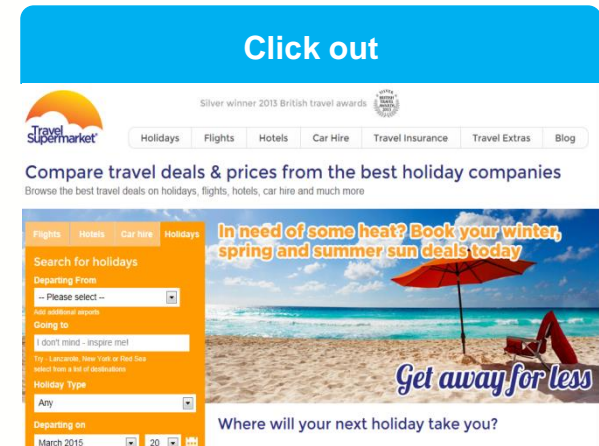 Click out
Silver winner 2013 British travel awards
Travel
Supermarket
Holidays Flights Hotels Car Hire Travel Insurance Travel Extras Blog
Compare travel deals & prices from the best holiday companies
Browse the best travel deals on holidays, flights, hotels, car hire and much more
Flights Hotels Car hire Holidays
In need of some heat? Book your winter,
spring and summer sun deals today
Search for holidays
Departing From
-- Please select --
Add additional airports
Going to
I don't mind - inspire me!
Try - Lanzarote, New York or Red Sea
select from a list of destinations
Holiday Type
Any
Departing on
March 2015 20
Get away for less
Where will your next holiday take you?